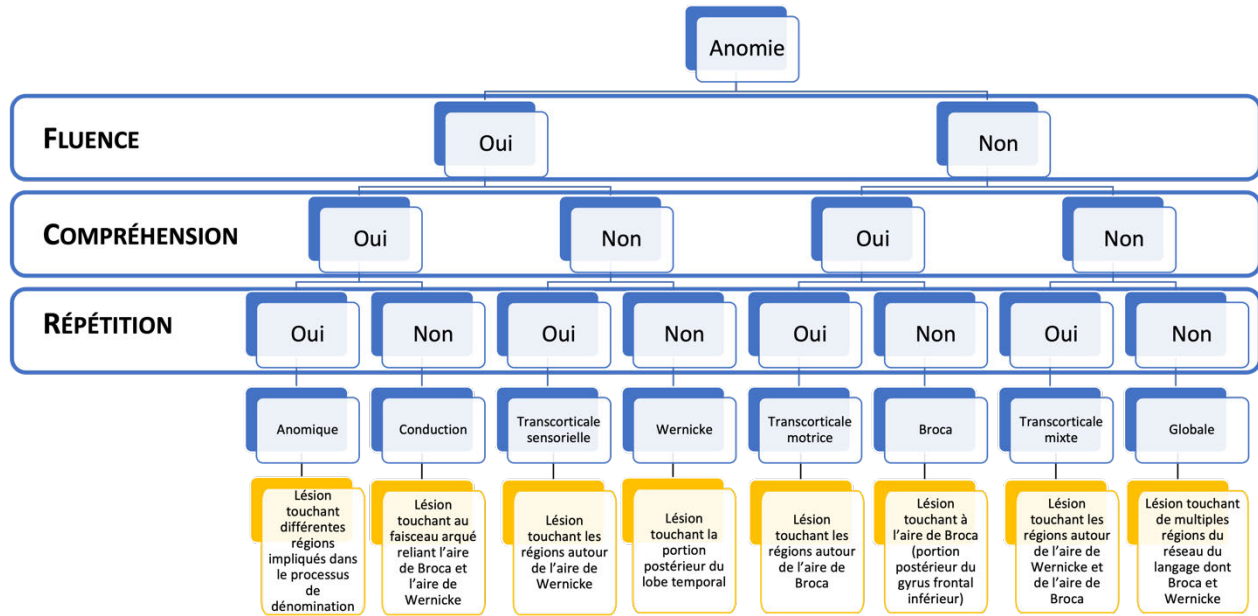 Anomie
FLUENCE
Oui
Non
COMPRÉHENSION
Oui
Non
Oui
Non
RÉPÉTITION
Oui
Non
Oui
Non
Oui
Non
Oui
Non
Anomique
Conduction
Transcorticale
sensorielle
Wernicke
Transcorticale
motrice
Broca
Transcorticale
mixte
Globale
Lésion
touchant
différentes
régions
impliqués dans
le processus
de
dénomination
Lésion
touchant au
faisceau arqué
reliant l'aire
de Broca et
l'aire de
Wernicke
Lésion
touchant les
régions autour
de l'aire de
Wernicke
Lésion
touchant la
portion
postérieur du
lobe temporal
Lésion
touchant les
régions autour
de l'aire de
Broca
Lésion
touchant à
l'aire de Broca
(portion
postérieur du
gyrus frontal
inférieur)
Lésion
touchant les
régions autour
de l'aire de
Wernicke et
de l'aire de
Broca
Lésion touchant
de multiples
régions du
réseau du
langage dont
Broca et
Wernicke